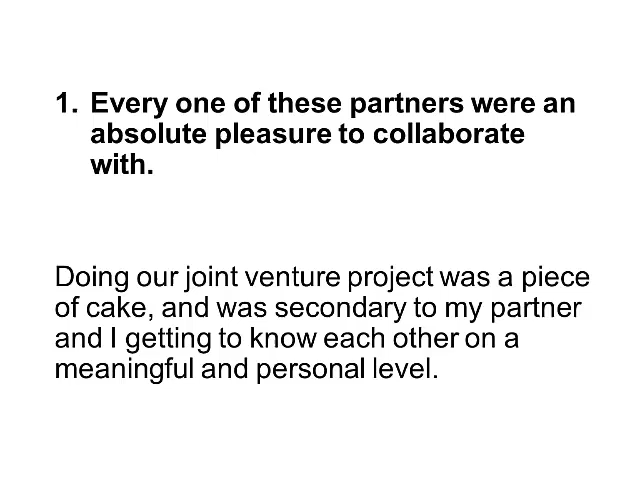 1. Every one of these partners were an
absolute pleasure to collaborate
with.
Doing our joint venture project was a piece
of cake, and was secondary to my partner
and I getting to know each other on a
meaningful and personal level.